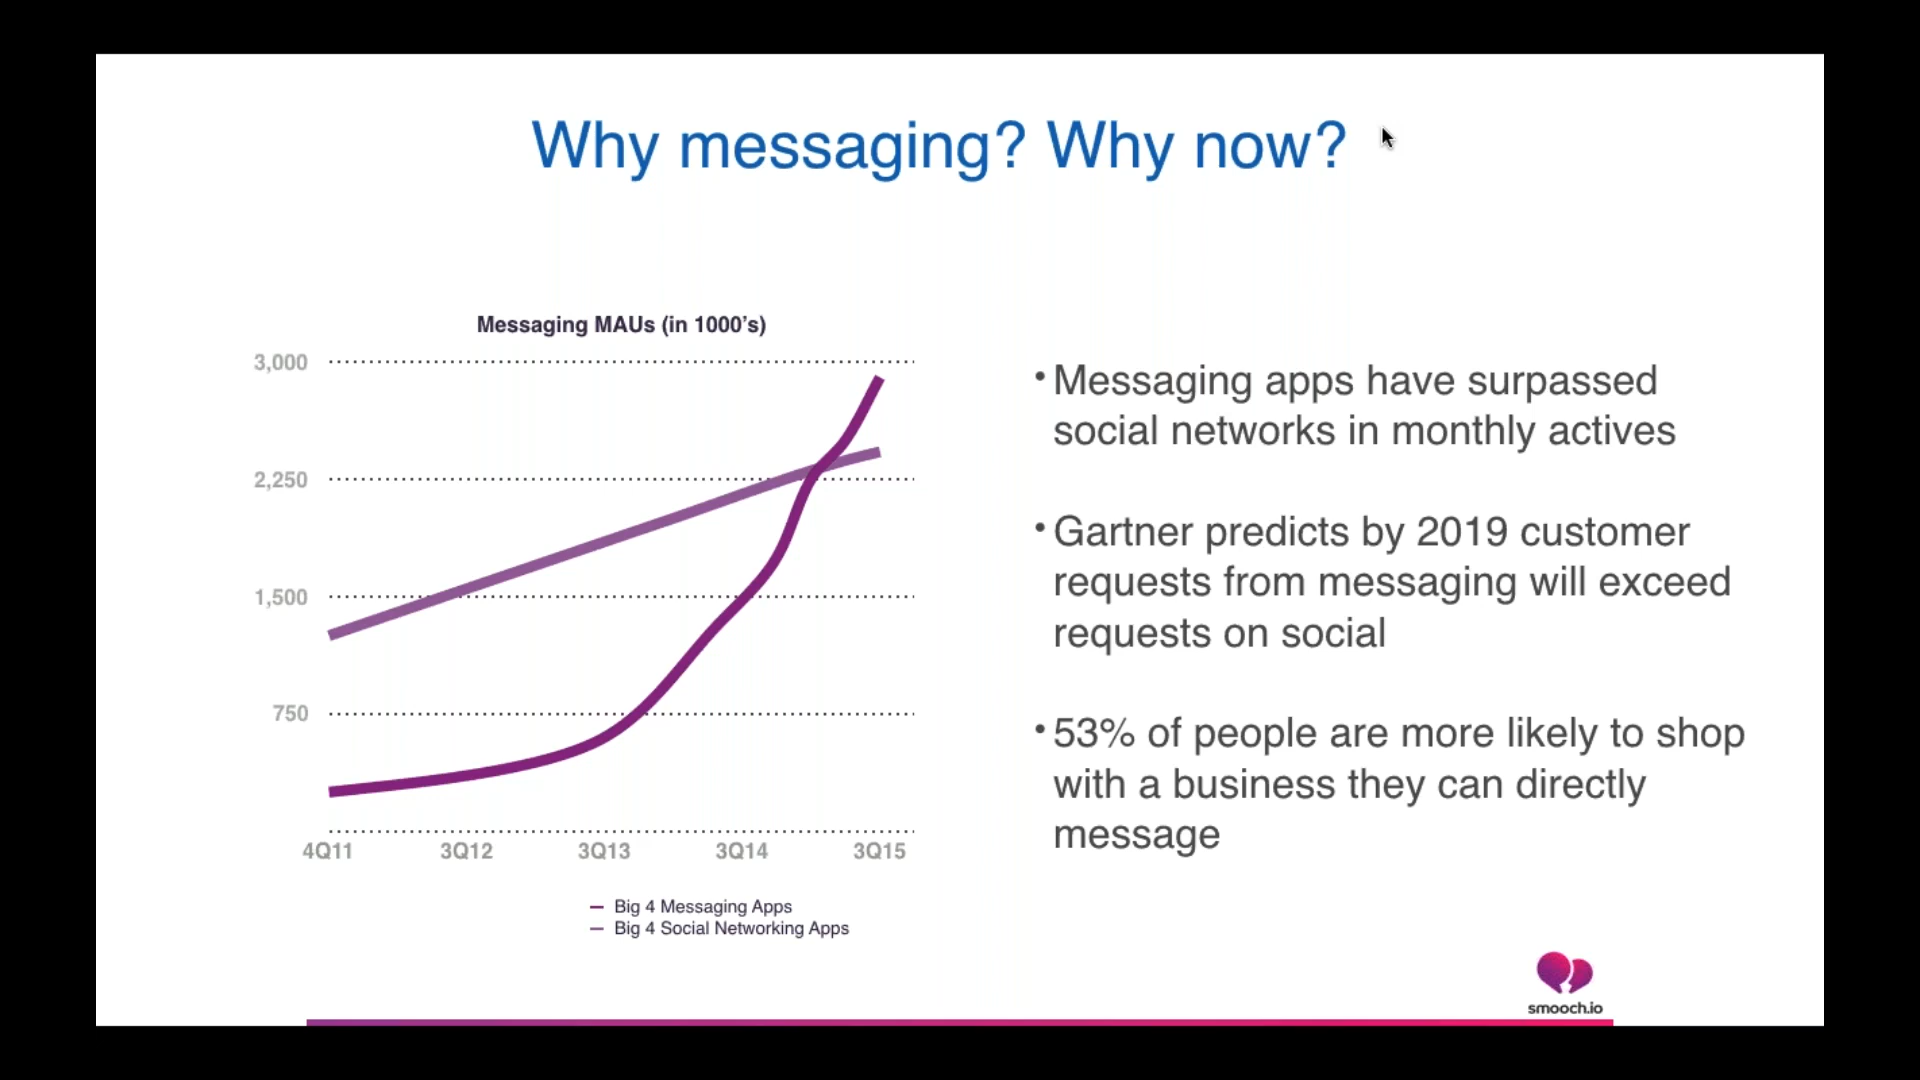 Why messaging? Why now?
Messaging MAUs (in 1000’s)
3,000
2,250
1,500
750
4Q11 3Q12 3Q13 3Q14 3Q15
Big 4 Messaging Apps
Big 4 Social Networking Apps
• Messaging apps have surpassed
social networks in monthly actives
• Gartner predicts by 2019 customer
requests from messaging will exceed
requests on social
• 53% of people are more likely to shop
with a business they can directly
message
smooch.io